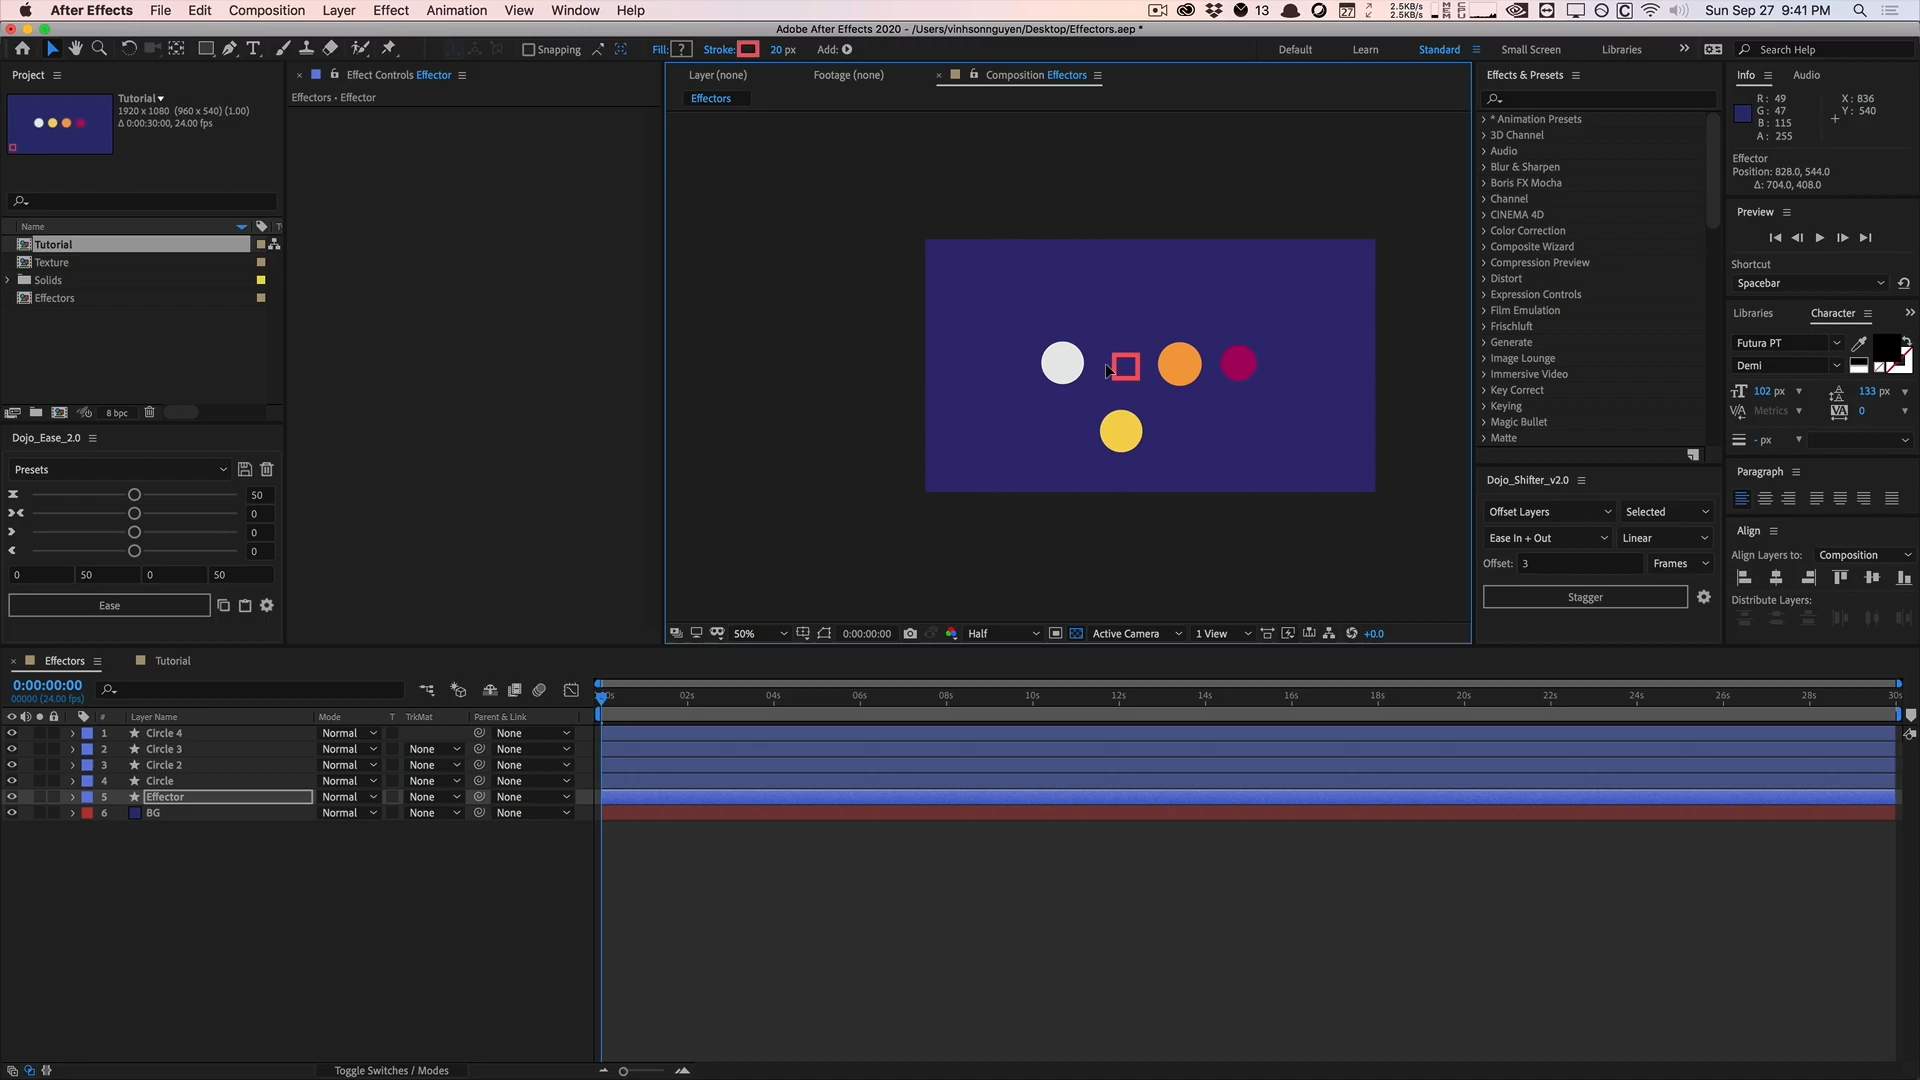 After Effects File Edit Composition Layer Effect Animation View Window Help 13 27 2.5KB/s 2.5KB/s Sun Sep 27 9:41 PM
Adobe After Effects 2020 - /Users/vinhsonnguyen/Desktop/Effectors.aep *
Snapping Fill: ? Stroke: 20 px Add: Default Learn Standard Small Screen Libraries Search Help
Project
Tutorial
1920 x 1080 (960 x 540) (1.00)
Δ 0:00:30:00, 24.00 fps
Name
Tutorial
Texture
Solids
Effectors
8 bpc
Dojo_Ease_2.0
Presets
50
0
0
0
0 50 0 50
Ease
Effect Controls Effector
Effectors • Effector
Layer (none) Footage (none) Composition Effectors
Effectors
50% 0:00:00:00 Half Active Camera 1 View +0.0
Effects & Presets
* Animation Presets
3D Channel
Audio
Blur & Sharpen
Boris FX Mocha
Channel
CINEMA 4D
Color Correction
Composite Wizard
Compression Preview
Distort
Expression Controls
Film Emulation
Frischluft
Generate
Image Lounge
Immersive Video
Key Correct
Keying
Magic Bullet
Matte
Dojo_Shifter_v2.0
Offset Layers Selected
Ease In + Out Linear
Offset: 3 Frames
Stagger
Info Audio
R: 49 X: 836
G: 47 Y: 540
B: 115
A: 255
Effector
Position: 828.0, 544.0
Δ: 704.0, 408.0
Preview
Shortcut
Spacebar
Libraries Character
Futura PT
Demi
102 px 133 px
Metrics 0
- px
Paragraph
Align
Align Layers to: Composition
Distribute Layers:
Effectors Tutorial
0:00:00:00
00000 (24.00 fps)
02s 04s 06s 08s 10s 12s 14s 16s 18s 20s 22s 24s 26s 28s 30s
# Layer Name Mode T TrkMat Parent & Link
1 Circle 4 Normal None
2 Circle 3 Normal None None
3 Circle 2 Normal None None
4 Circle Normal None None
5 Effector Normal None None
6 BG Normal None None
Toggle Switches / Modes